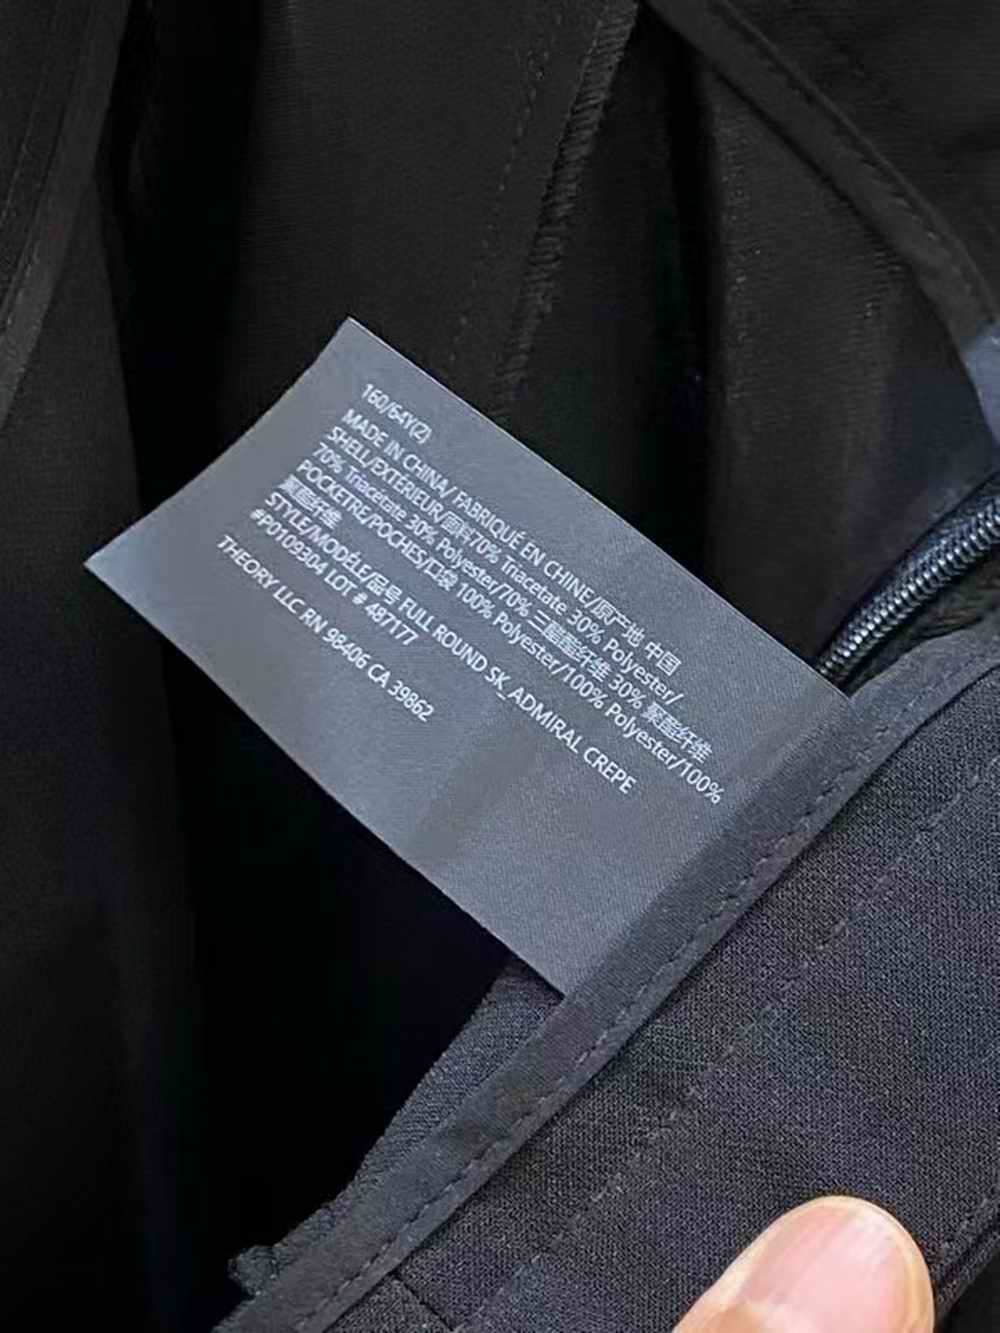 160/64Y(2)
MADE IN CHINA/ FABRIQUÉ EN CHINE/原产地 中国
SHELL/EXTÉRIEUR/面料70% Triacetate 30% Polyester/
70% Triacetate 30% Polyester/70% 三醋酯纤维 30% 聚酯纤维
POCKETRE/POCHES/口袋 100% Polyester/100% Polyester/100%
聚酯纤维
STYLE/MODÈLE/品号 FULL ROUND SK_ADMIRAL CREPE
#P0109304 LOT # 487177
THEORY LLC RN 98406 CA 39862